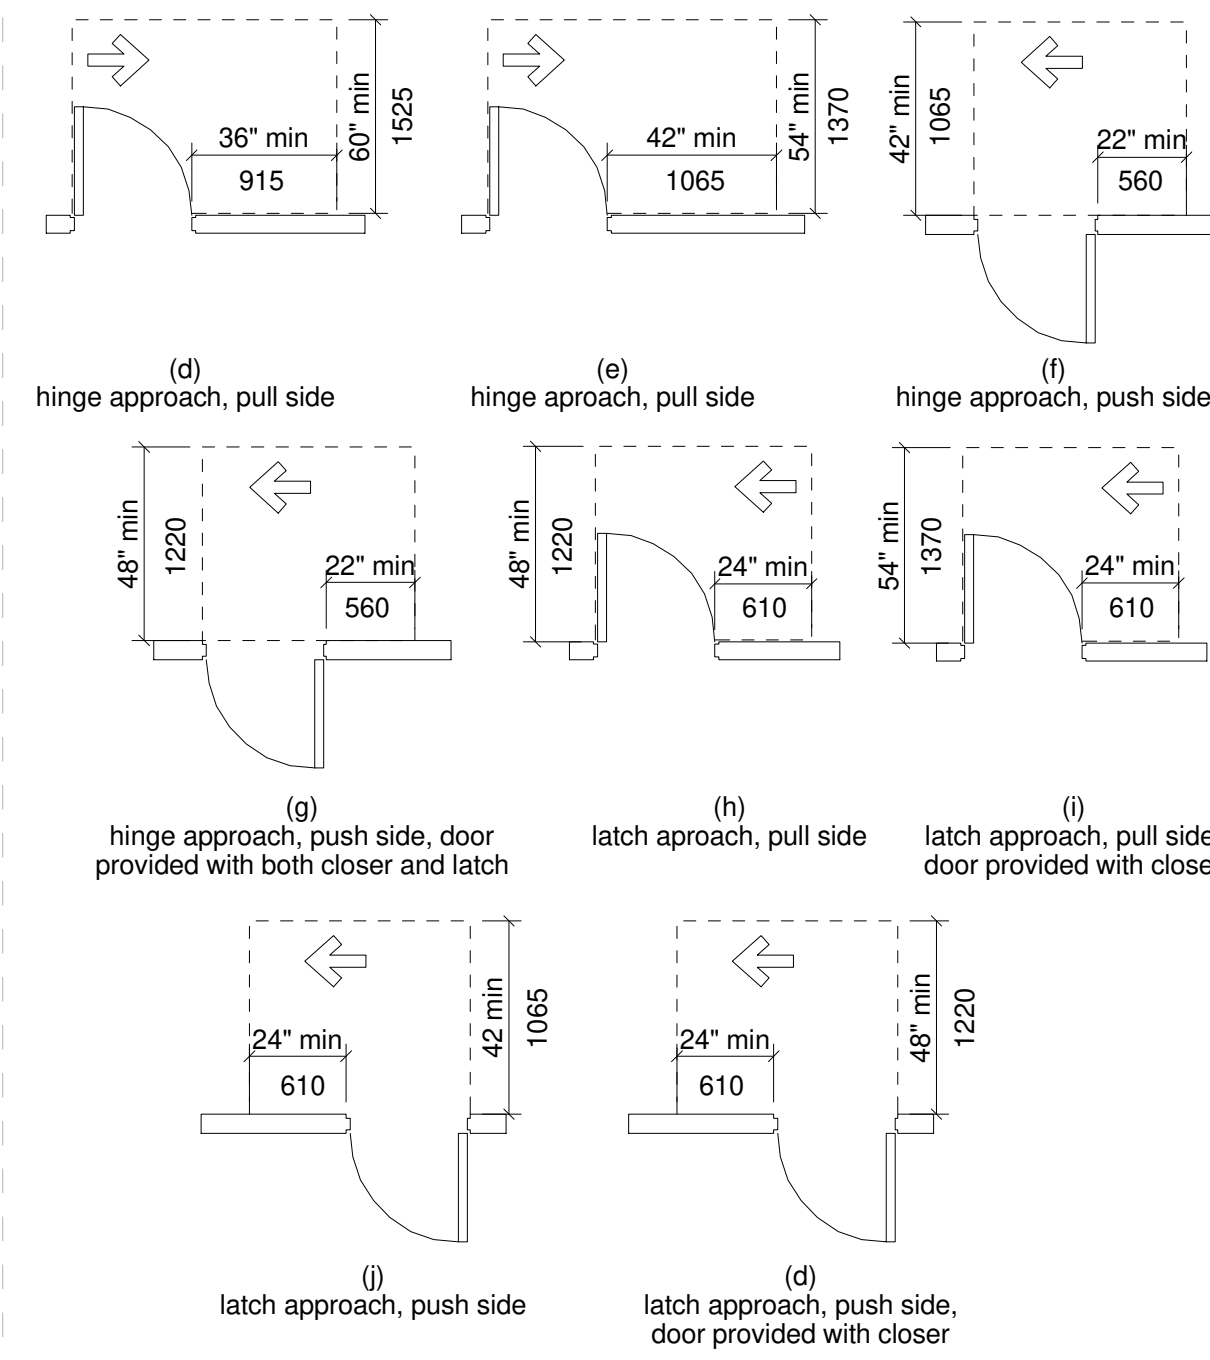 36" min
915
60" min
1525
(d)
hinge approach, pull side
42" min
1065
54" min
1370
(e)
hinge aproach, pull side
42" min
1065
22" min
560
(f)
hinge approach, push side
48" min
1220
22" min
560
(g)
hinge approach, push side, door
provided with both closer and latch
48" min
1220
24" min
610
(h)
latch aproach, pull side
54" min
1370
24" min
610
(i)
latch approach, pull side
door provided with close
24" min
610
42 min
1065
(j)
latch approach, push side
24" min
610
48" min
1220
(d)
latch approach, push side,
door provided with closer